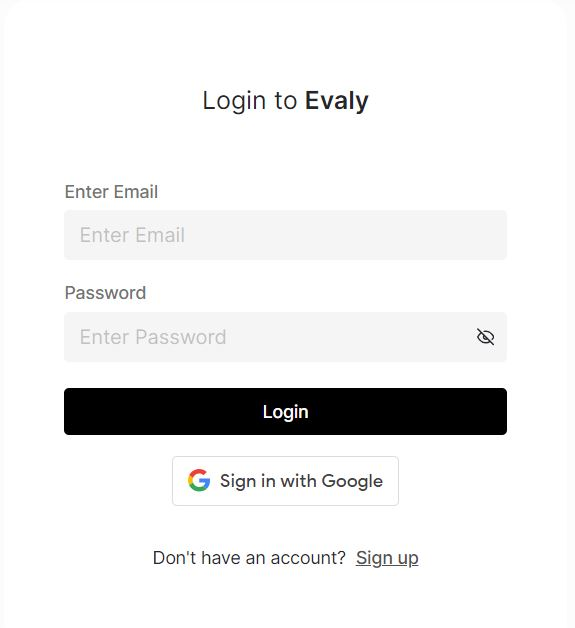 Login to Evaly
Enter Email
Enter Email
Password
Enter Password
Login
Sign in with Google
Don't have an account? Sign up